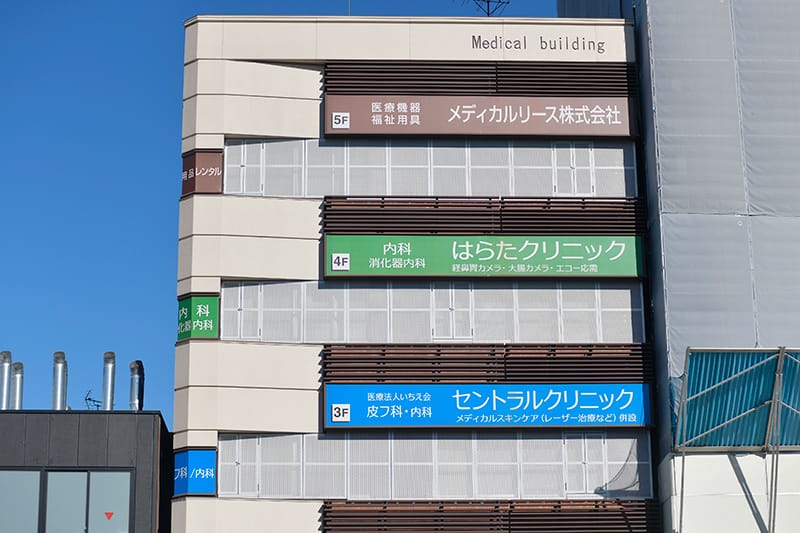 Medical building
5F
医療機器
福祉用具
メディカルリース株式会社
用品レンタル
4F
内科
消化器内科
はらたクリニック
経鼻胃カメラ・大腸カメラ・エコー応需
内科
消化器内科
3F
医療法人いちえ会
皮フ科・内科
セントラルクリニック
メディカルスキンケア(レーザー治療など)併設
フ科/内科